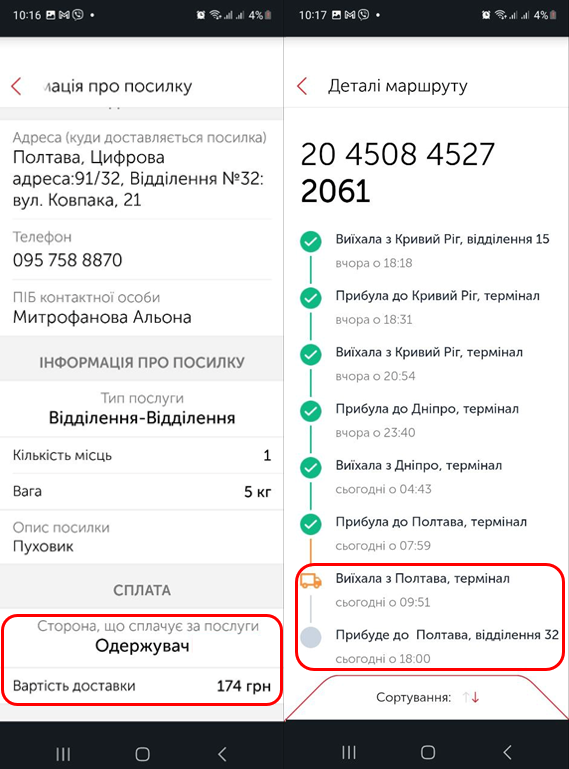 10:16
4%
мація про посилку
Адреса (куди доставляється посилка)
Полтава, Цифрова
адреса:91/32, Відділення №32:
вул. Ковпака, 21
Телефон
095 758 8870
ПІБ контактної особи
Митрофанова Альона
ІНФОРМАЦІЯ ПРО ПОСИЛКУ
Тип послуги
Відділення-Відділення
Кількість місць 1
Вага 5 кг
Опис посилки
Пуховик
СПЛАТА
Сторона, що сплачує за послуги
Одержувач
Вартість доставки 174 грн
10:17
4%
Деталі маршруту
20 4508 4527
2061
Виїхала з Кривий Ріг, відділення 15
вчора о 18:18
Прибула до Кривий Ріг, термінал
вчора о 18:31
Виїхала з Кривий Ріг, термінал
вчора о 20:54
Прибула до Дніпро, термінал
вчора о 23:40
Виїхала з Дніпро, термінал
сьогодні о 04:43
Прибула до Полтава, термінал
сьогодні о 07:59
Виїхала з Полтава, термінал
сьогодні о 09:51
Прибуде до Полтава, відділення 32
сьогодні о 18:00
Сортування: